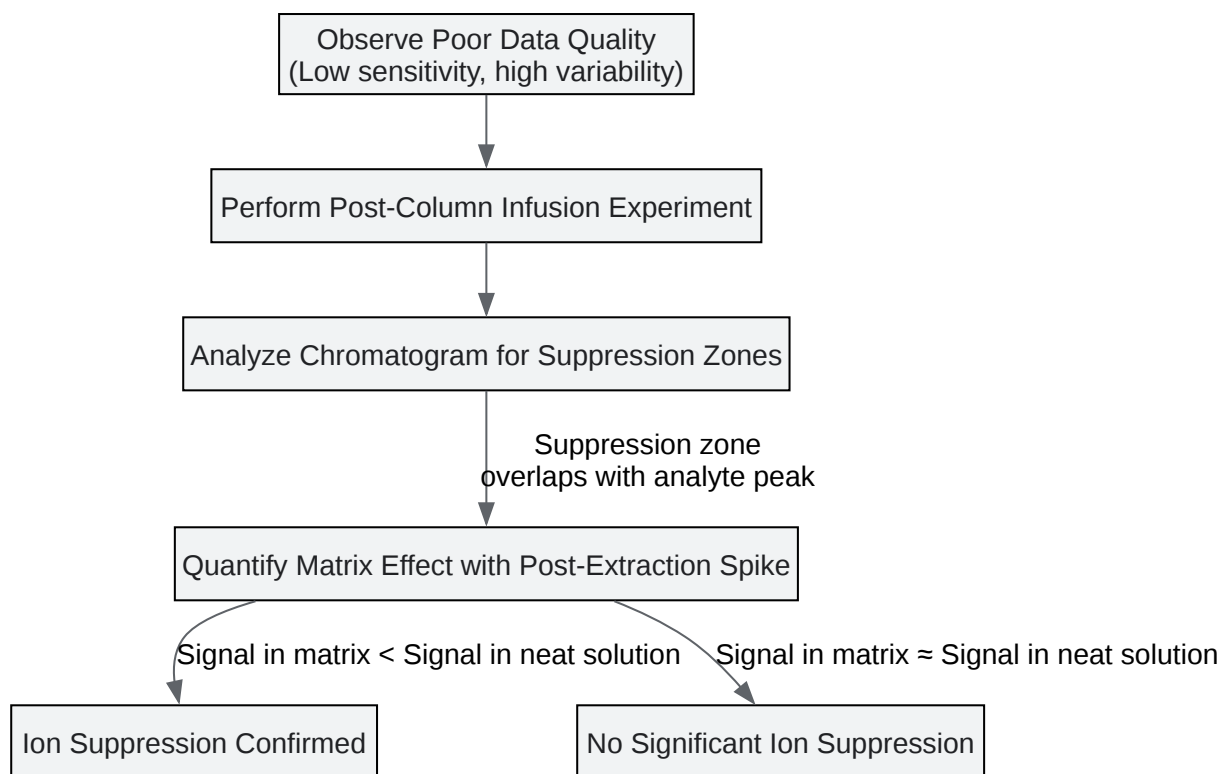 Observe Poor Data Quality
(Low sensitivity, high variability)
Perform Post-Column Infusion Experiment
Analyze Chromatogram for Suppression Zones
Suppression zone
overlaps with analyte peak
Quantify Matrix Effect with Post-Extraction Spike
Signal in matrix < Signal in neat solution
Signal in matrix ≈ Signal in neat solution
Ion Suppression Confirmed
No Significant Ion Suppression